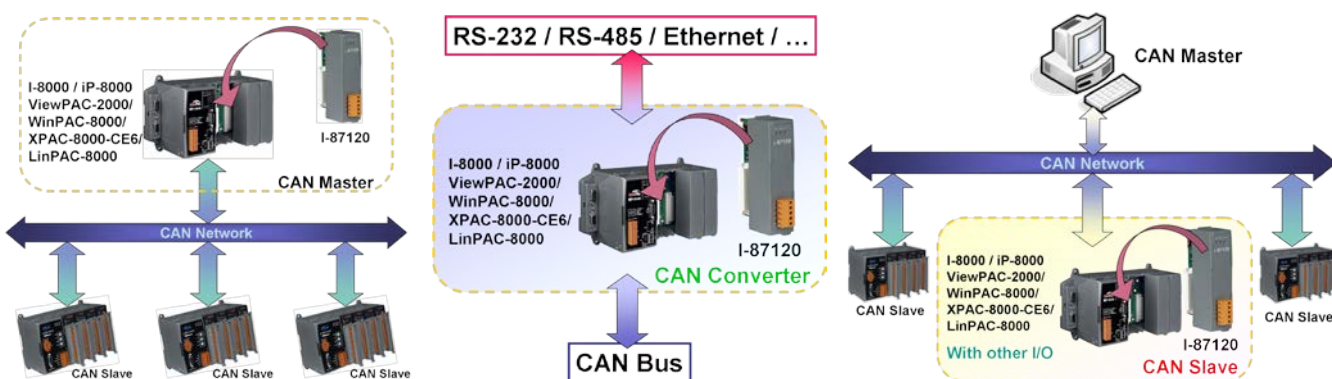 I-8000 / iP-8000
ViewPAC-2000/
WinPAC-8000/
XPAC-8000-CE6/
LinPAC-8000
I-87120
CAN Master
CAN Network
CAN Slave
CAN Slave
CAN Slave
RS-232 / RS-485 / Ethernet / …
I-8000 / iP-8000
ViewPAC-2000/
WinPAC-8000/
XPAC-8000-CE6/
LinPAC-8000
I-87120
I-87120
CAN Converter
CAN Bus
CAN Master
CAN Network
CAN Slave
I-8000 / iP-8000
ViewPAC-2000/
WinPAC-8000/
XPAC-8000-CE6/
LinPAC-8000
With other I/O
I-87120
CAN Slave
CAN Slave